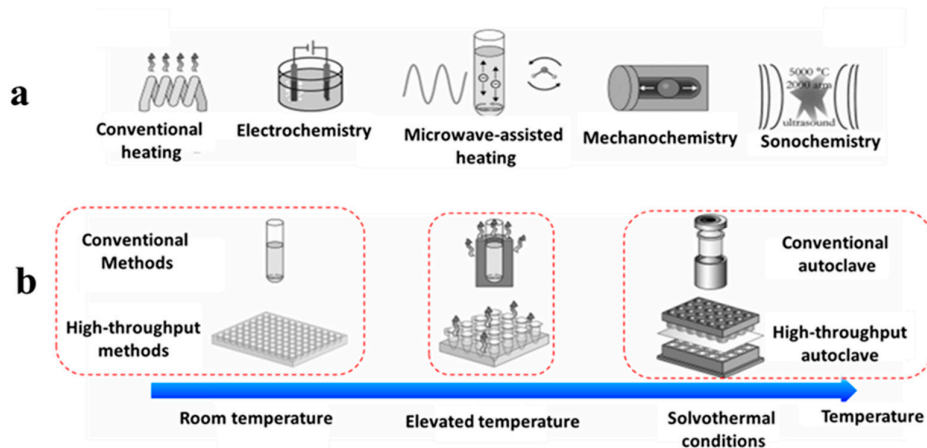 a
5000 °C
2000 atm
ultrasound
Conventional
heating
Electrochemistry
Microwave-assisted
heating
Mechanochemistry
Sonochemistry
b
Conventional
Methods
Conventional
autoclave
High-throughput
methods
High-throughput
autoclave
Room temperature
Elevated temperature
Solvothermal
conditions
Temperature